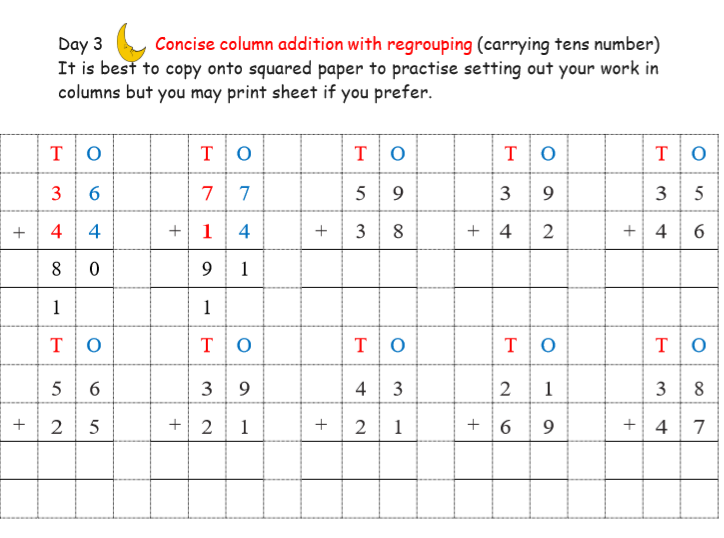 Day 3 Concise column addition with regrouping (carrying tens number)
It is best to copy onto squared paper to practise setting out your work in
columns but you may print sheet if you prefer.
T O T O T O T O T O
3 6 7 7 5 9 3 9 3 5
+ 4 4 + 1 4 + 3 8 + 4 2 + 4 6
8 0 9 1
1 1
T O T O T O T O T O
5 6 3 9 4 3 2 1 3 8
+ 2 5 + 2 1 + 2 1 + 6 9 + 4 7